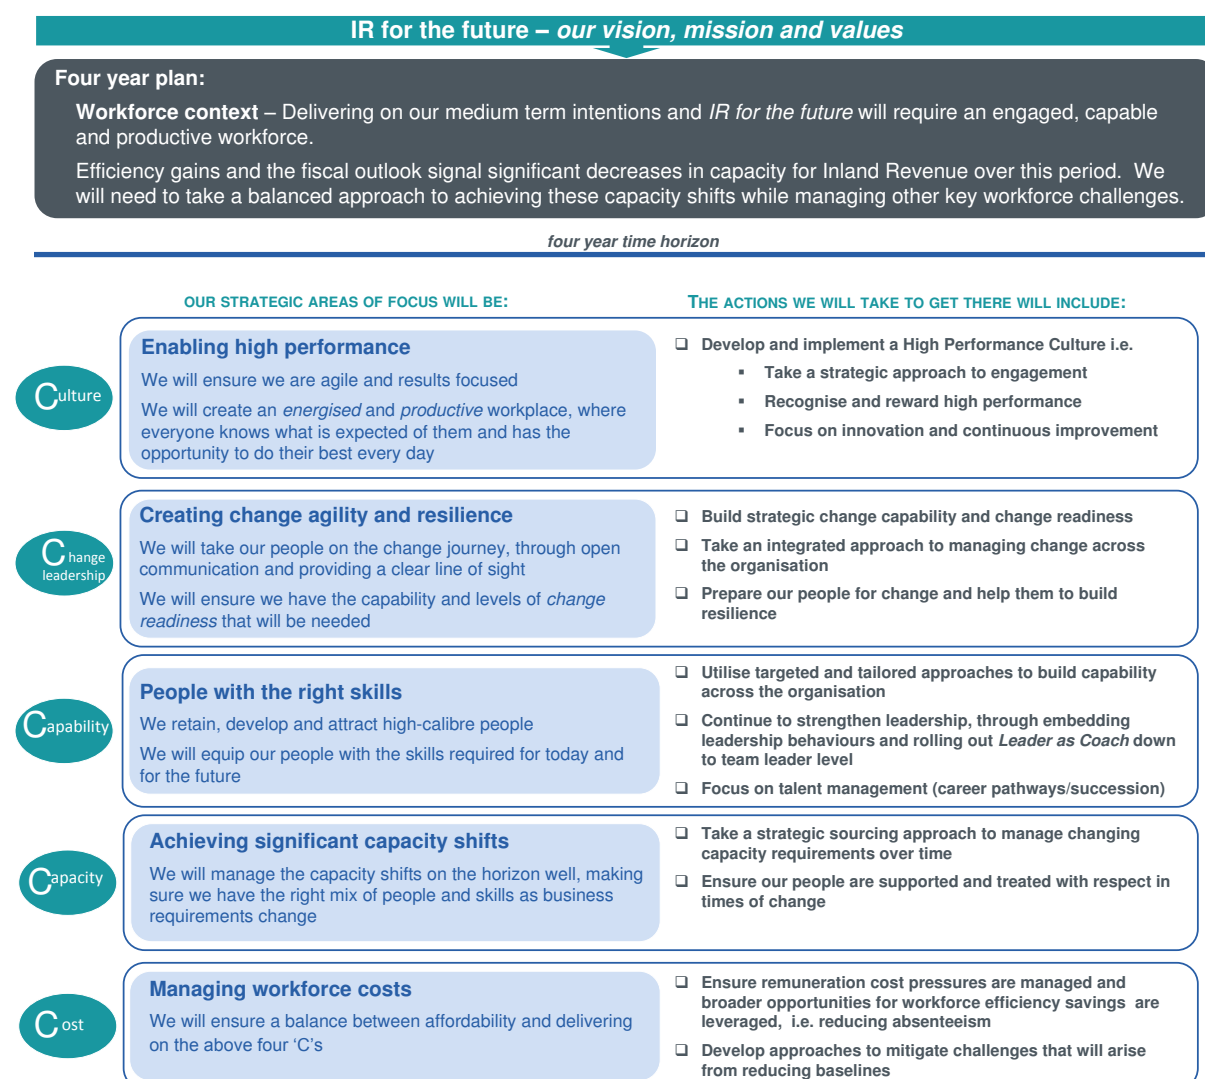 IR for the future – our vision, mission and values
Four year plan:
Workforce context – Delivering on our medium term intentions and IR for the future will require an engaged, capable
and productive workforce.
Efficiency gains and the fiscal outlook signal significant decreases in capacity for Inland Revenue over this period. We
will need to take a balanced approach to achieving these capacity shifts while managing other key workforce challenges.
four year time horizon
OUR STRATEGIC AREAS OF FOCUS WILL BE:
THE ACTIONS WE WILL TAKE TO GET THERE WILL INCLUDE:
Culture
Enabling high performance
We will ensure we are agile and results focused
We will create an energised and productive workplace, where
everyone knows what is expected of them and has the
opportunity to do their best every day
❑ Develop and implement a High Performance Culture i.e.
▪ Take a strategic approach to engagement
▪ Recognise and reward high performance
▪ Focus on innovation and continuous improvement
Change
leadership
Creating change agility and resilience
We will take our people on the change journey, through open
communication and providing a clear line of sight
We will ensure we have the capability and levels of change
readiness that will be needed
❑ Build strategic change capability and change readiness
❑ Take an integrated approach to managing change across
the organisation
❑ Prepare our people for change and help them to build
resilience
Capability
People with the right skills
We retain, develop and attract high-calibre people
We will equip our people with the skills required for today and
for the future
❑ Utilise targeted and tailored approaches to build capability
across the organisation
❑ Continue to strengthen leadership, through embedding
leadership behaviours and rolling out Leader as Coach down
to team leader level
❑ Focus on talent management (career pathways/succession)
Capacity
Achieving significant capacity shifts
We will manage the capacity shifts on the horizon well, making
sure we have the right mix of people and skills as business
requirements change
❑ Take a strategic sourcing approach to manage changing
capacity requirements over time
❑ Ensure our people are supported and treated with respect in
times of change
Cost
Managing workforce costs
We will ensure a balance between affordability and delivering
on the above four ‘C’s
❑ Ensure remuneration cost pressures are managed and
broader opportunities for workforce efficiency savings are
leveraged, i.e. reducing absenteeism
❑ Develop approaches to mitigate challenges that will arise
from reducing baselines